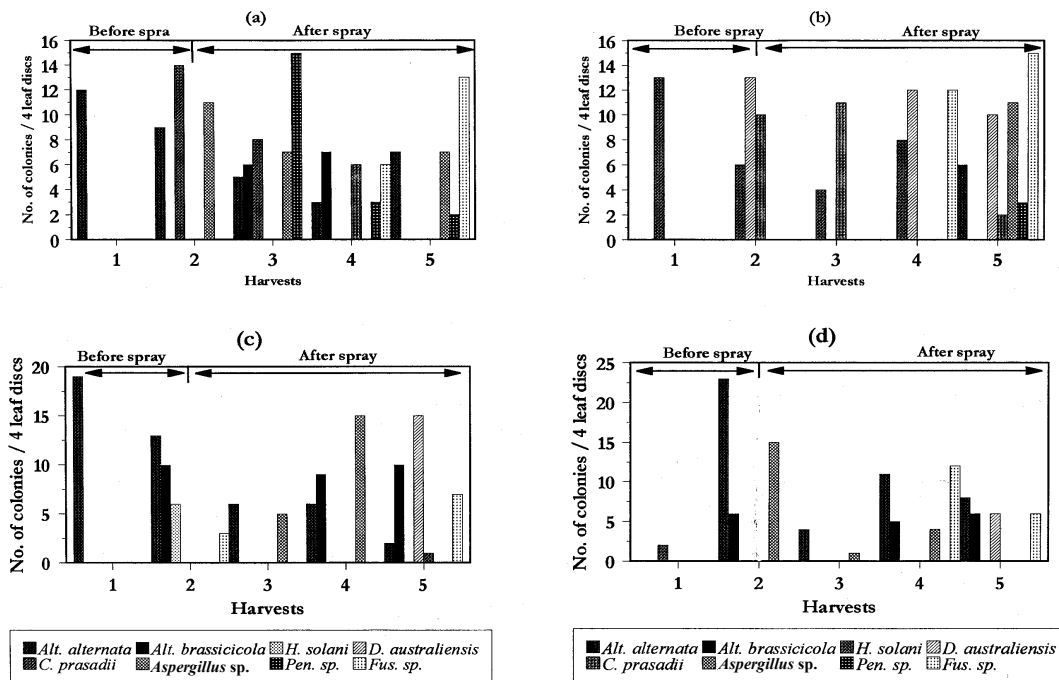 (a)
Before spra After spray
No. of colonies / 4 leaf discs
16
14
12
10
8
6
4
2
0
1 2 3 4 5
Harvests
(b)
Before spray After spray
No. of colonies / 4 leaf discs
16
14
12
10
8
6
4
2
0
1 2 3 4 5
Harvests
(c)
Before spray After spray
No. of colonies / 4 leaf discs
20
15
10
5
0
1 2 3 4 5
Harvests
(d)
Before spray After spray
No. of colonies / 4 leaf discs
25
20
15
10
5
0
1 2 3 4 5
Harvests
Alt. alternata Alt. brassicicola H. solani D. australiensis
C. prasadii Aspergillus sp. Pen. sp. Fus. sp.
Alt. alternata Alt. brassicicola H. solani D. australiensis
C. prasadii Aspergillus sp. Pen. sp. Fus. sp.